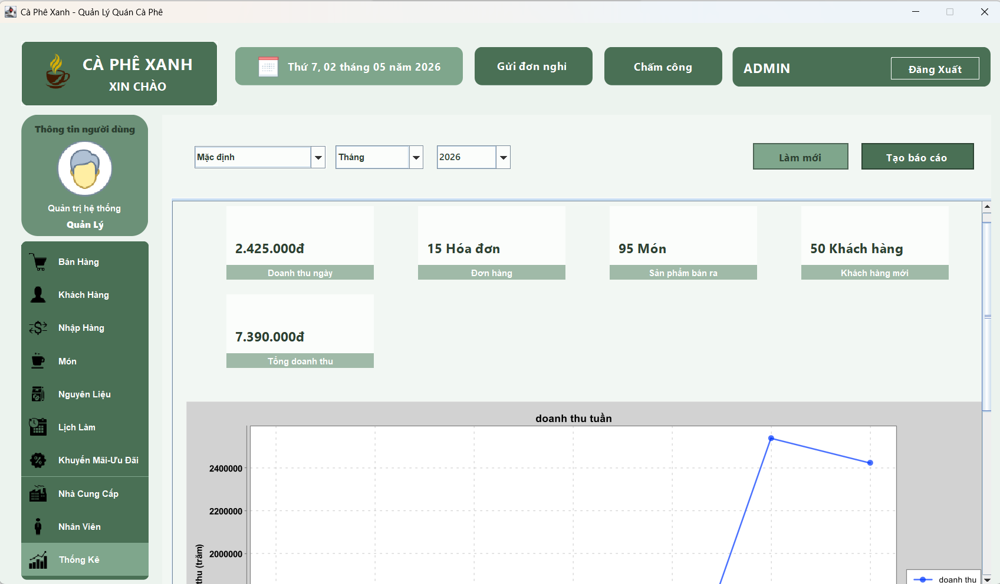 Cà Phê Xanh - Quản Lý Quán Cà Phê
CÀ PHÊ XANH
XIN CHÀO
Thứ 7, 02 tháng 05 năm 2026
Gửi đơn nghỉ
Chấm công
ADMIN
Đăng Xuất
Thông tin người dùng
Quản trị hệ thống
Quản Lý
Bán Hàng
Khách Hàng
Nhập Hàng
Món
Nguyên Liệu
Lịch Làm
Khuyến Mãi-Ưu Đãi
Nhà Cung Cấp
Nhân Viên
Thống Kê
Mặc định
Tháng
2026
Làm mới
Tạo báo cáo
2.425.000đ
Doanh thu ngày
15 Hóa đơn
Đơn hàng
95 Món
Sản phẩm bán ra
50 Khách hàng
Khách hàng mới
7.390.000đ
Tổng doanh thu
doanh thu tuần
2400000
2200000
2000000
thu (trăm)
doanh thu